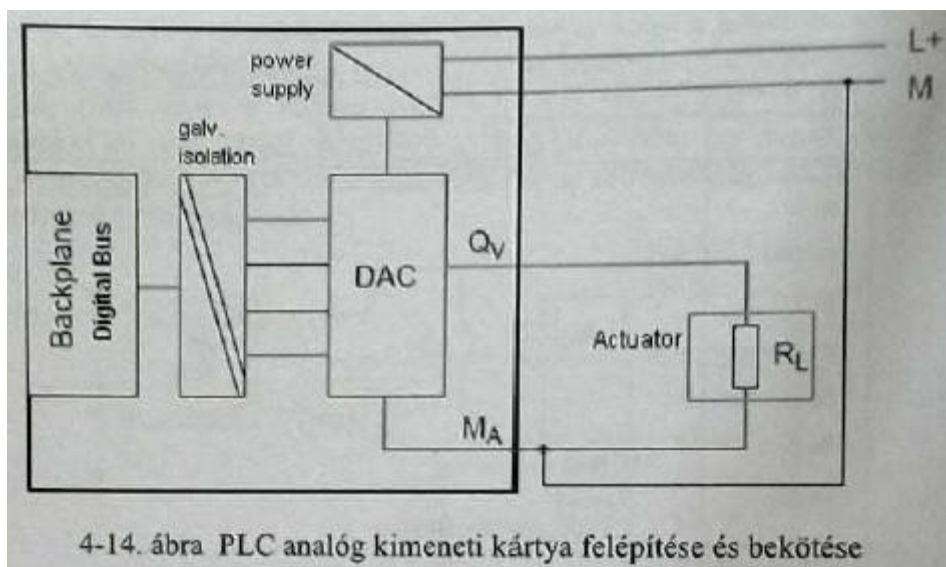 power
supply
L+
M
galv.
isolation
Backplane
Digital Bus
DAC
QV
Actuator
RL
MA
4-14. ábra PLC analóg kimeneti kártya felépítése és bekötése